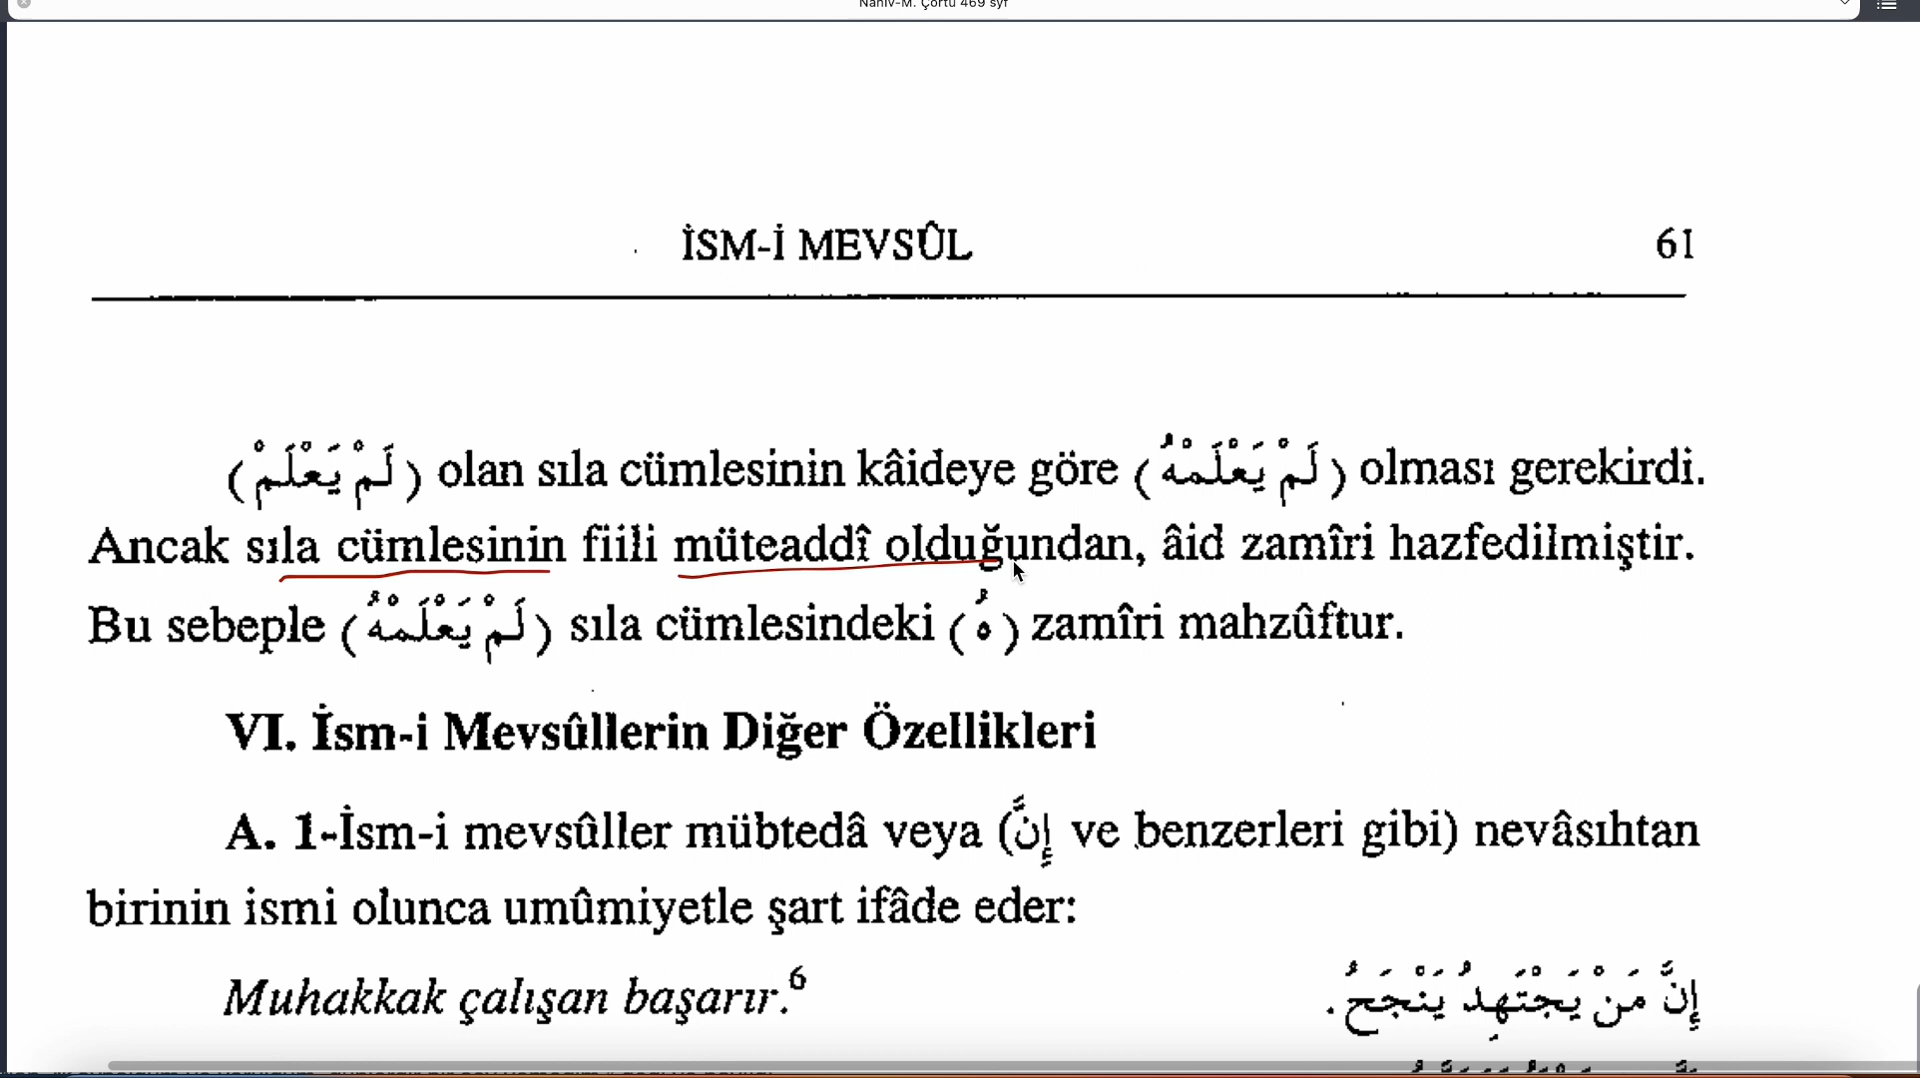 Nahiv-M. Çörtü 469 syf
İSM-İ MEVSÛL 61
(لَمْ يَعْلَمْ) olan sıla cümlesinin kâideye göre (لَمْ يَعْلَمْهُ) olması gerekirdi.
Ancak sıla cümlesinin fiili müteaddî olduğundan, âid zamîri hazfedilmiştir.
Bu sebeple (لَمْ يَعْلَمْهُ) sıla cümlesindeki (هُ) zamîri mahzûftur.
VI. İsm-i Mevsûllerin Diğer Özellikleri
A. 1-İsm-i mevsûller mübtedâ veya (إِنَّ ve benzerleri gibi) nevâsıhtan
birinin ismi olunca umûmiyetle şart ifâde eder:
Muhakkak çalışan başarır.6 إِنَّ مَنْ يَجْتَهِدُ يَنْجَحُ.